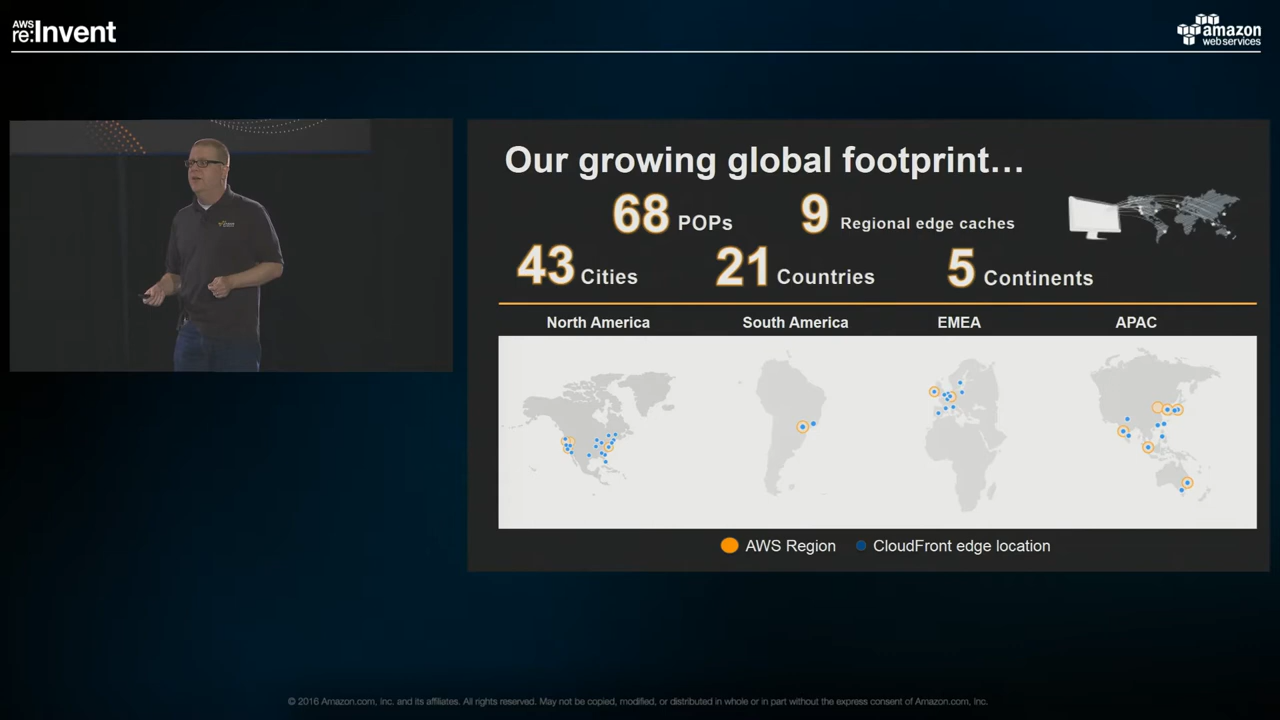 AWS
re:Invent
amazon
web services
Our growing global footprint…
68 POPs 9 Regional edge caches
43 Cities 21 Countries 5 Continents
North America South America EMEA APAC
AWS Region CloudFront edge location
© 2016 Amazon.com, Inc. and its affiliates. All rights reserved. May not be copied, modified, or distributed in whole or in part without the express consent of Amazon.com, Inc.